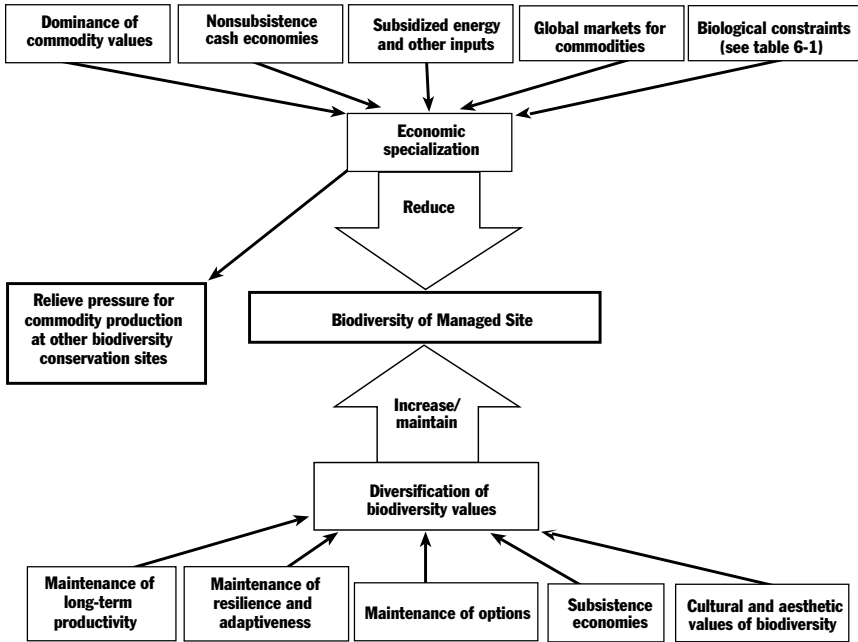 Dominance of
commodity values
Nonsubsistence
cash economies
Subsidized energy
and other inputs
Global markets for
commodities
Biological constraints
(see table 6-1)
Economic
specialization
Reduce
Relieve pressure for
commodity production
at other biodiversity
conservation sites
Biodiversity of Managed Site
Increase/
maintain
Diversification of
biodiversity values
Maintenance of
long-term
productivity
Maintenance of
resilience and
adaptiveness
Maintenance of options
Subsistence
economies
Cultural and aesthetic
values of biodiversity